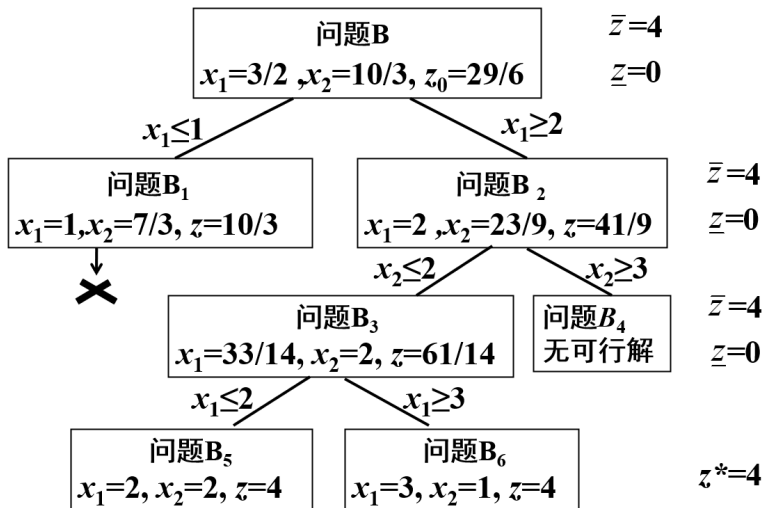 问题B
x₁=3/2 ,x₂=10/3, z₀=29/6
z̅=4
z̲=0
x₁≤1
x₁≥2
问题B₁
x₁=1,x₂=7/3, z=10/3
问题B ₂
x₁=2 ,x₂=23/9, z=41/9
z̅=4
z̲=0
x₂≤2
x₂≥3
问题B₃
x₁=33/14, x₂=2, z=61/14
问题B₄
无可行解
z̅=4
z̲=0
x₁≤2
x₁≥3
问题B₅
x₁=2, x₂=2, z=4
问题B₆
x₁=3, x₂=1, z=4
z*=4